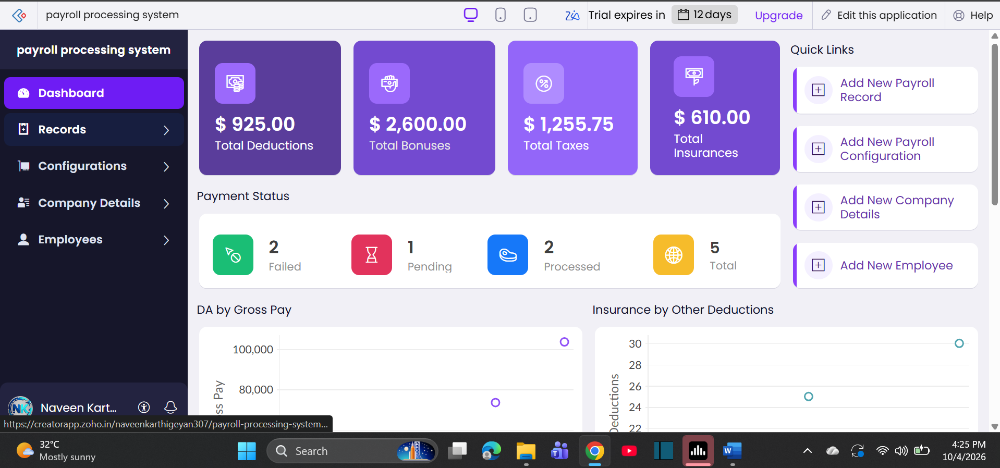 payroll processing system
Zia
Trial expires in
12 days
Upgrade
Edit this application
Help
payroll processing system
Dashboard
Records
Configurations
Company Details
Employees
NK
Naveen Kart...
https://creatorapp.zoho.in/naveenkarthigeyan307/payroll-processing-system...
$ 925.00
Total Deductions
$ 2,600.00
Total Bonuses
$ 1,255.75
Total Taxes
$ 610.00
Total
Insurances
Quick Links
Add New Payroll
Record
Add New Payroll
Configuration
Add New Company
Details
Add New Employee
Payment Status
2
Failed
1
Pending
2
Processed
5
Total
DA by Gross Pay
100,000
80,000
ss Pay
Insurance by Other Deductions
30
28
26
24
22
Deductions
32°C
Mostly sunny
Search
4:25 PM
10/4/2026